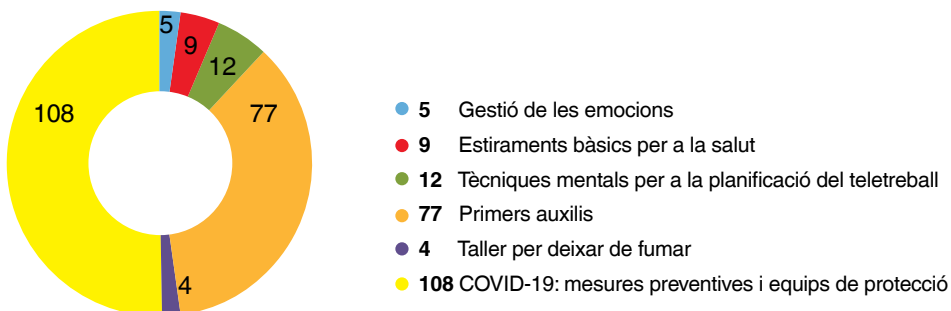 5
9
12
108
77
4
5 Gestió de les emocions
9 Estiraments bàsics per a la salut
12 Tècniques mentals per a la planificació del teletreball
77 Primers auxilis
4 Taller per deixar de fumar
108 COVID-19: mesures preventives i equips de protecció